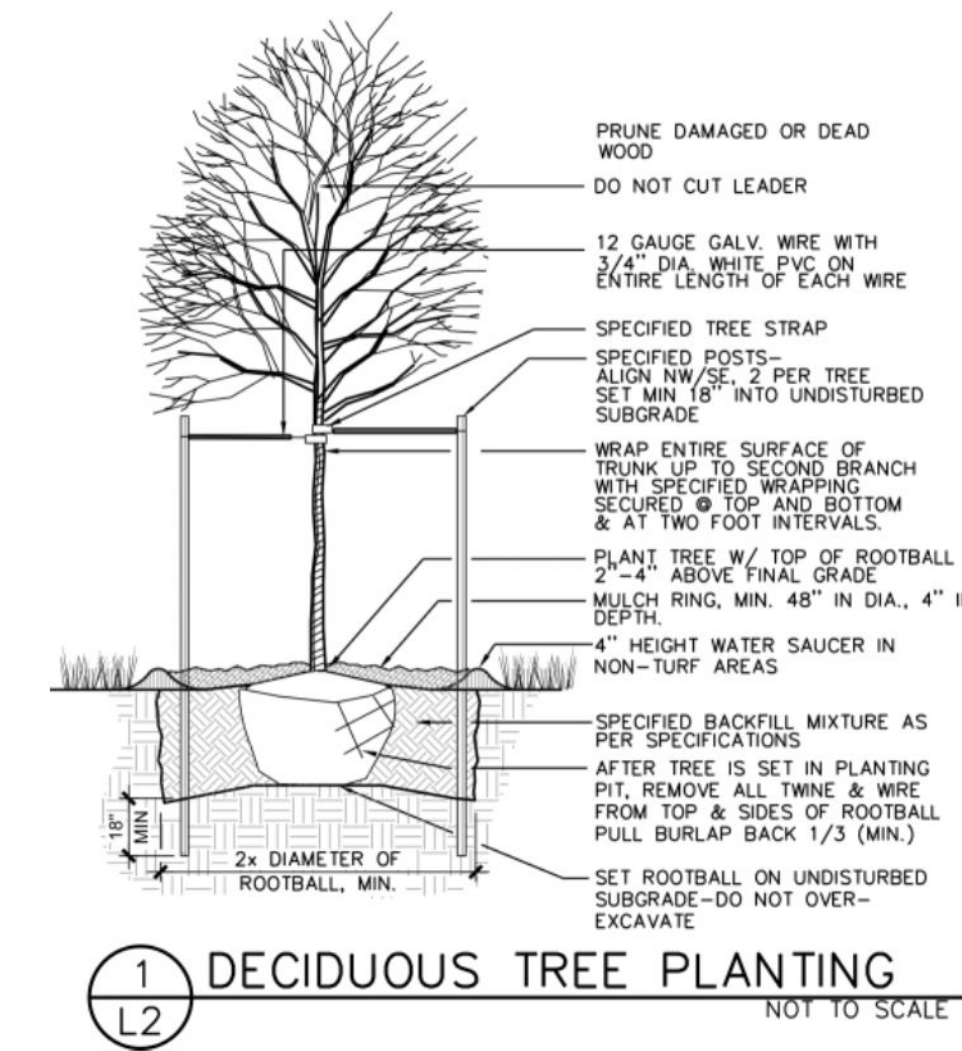 PRUNE DAMAGED OR DEAD
WOOD
DO NOT CUT LEADER
12 GAUGE GALV. WIRE WITH
3/4" DIA. WHITE PVC ON
ENTIRE LENGTH OF EACH WIRE
SPECIFIED TREE STRAP
SPECIFIED POSTS–
ALIGN NW/SE, 2 PER TREE
SET MIN 18" INTO UNDISTURBED
SUBGRADE
WRAP ENTIRE SURFACE OF
TRUNK UP TO SECOND BRANCH
WITH SPECIFIED WRAPPING
SECURED @ TOP AND BOTTOM
& AT TWO FOOT INTERVALS.
PLANT TREE W/ TOP OF ROOTBALL
2"–4" ABOVE FINAL GRADE
MULCH RING, MIN. 48" IN DIA., 4"
DEPTH.
4" HEIGHT WATER SAUCER IN
NON–TURF AREAS
SPECIFIED BACKFILL MIXTURE AS
PER SPECIFICATIONS
AFTER TREE IS SET IN PLANTING
PIT, REMOVE ALL TWINE & WIRE
FROM TOP & SIDES OF ROOTBALL
PULL BURLAP BACK 1/3 (MIN.)
SET ROOTBALL ON UNDISTURBED
SUBGRADE–DO NOT OVER–
EXCAVATE
18"
MIN
2x DIAMETER OF
ROOTBALL, MIN.
1
L2
DECIDUOUS TREE PLANTING
NOT TO SCALE